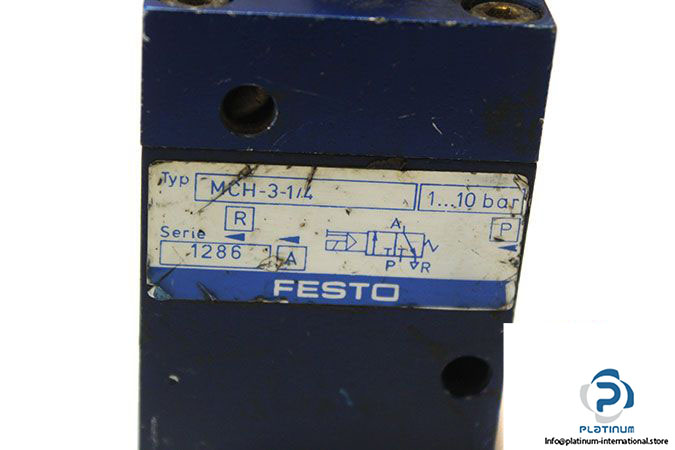 Typ MCH-3-1/4 1...10 bar
R
Serie P
1286 A
A
P R
FESTO
P
PLATINUM
Info@platinum-international.store